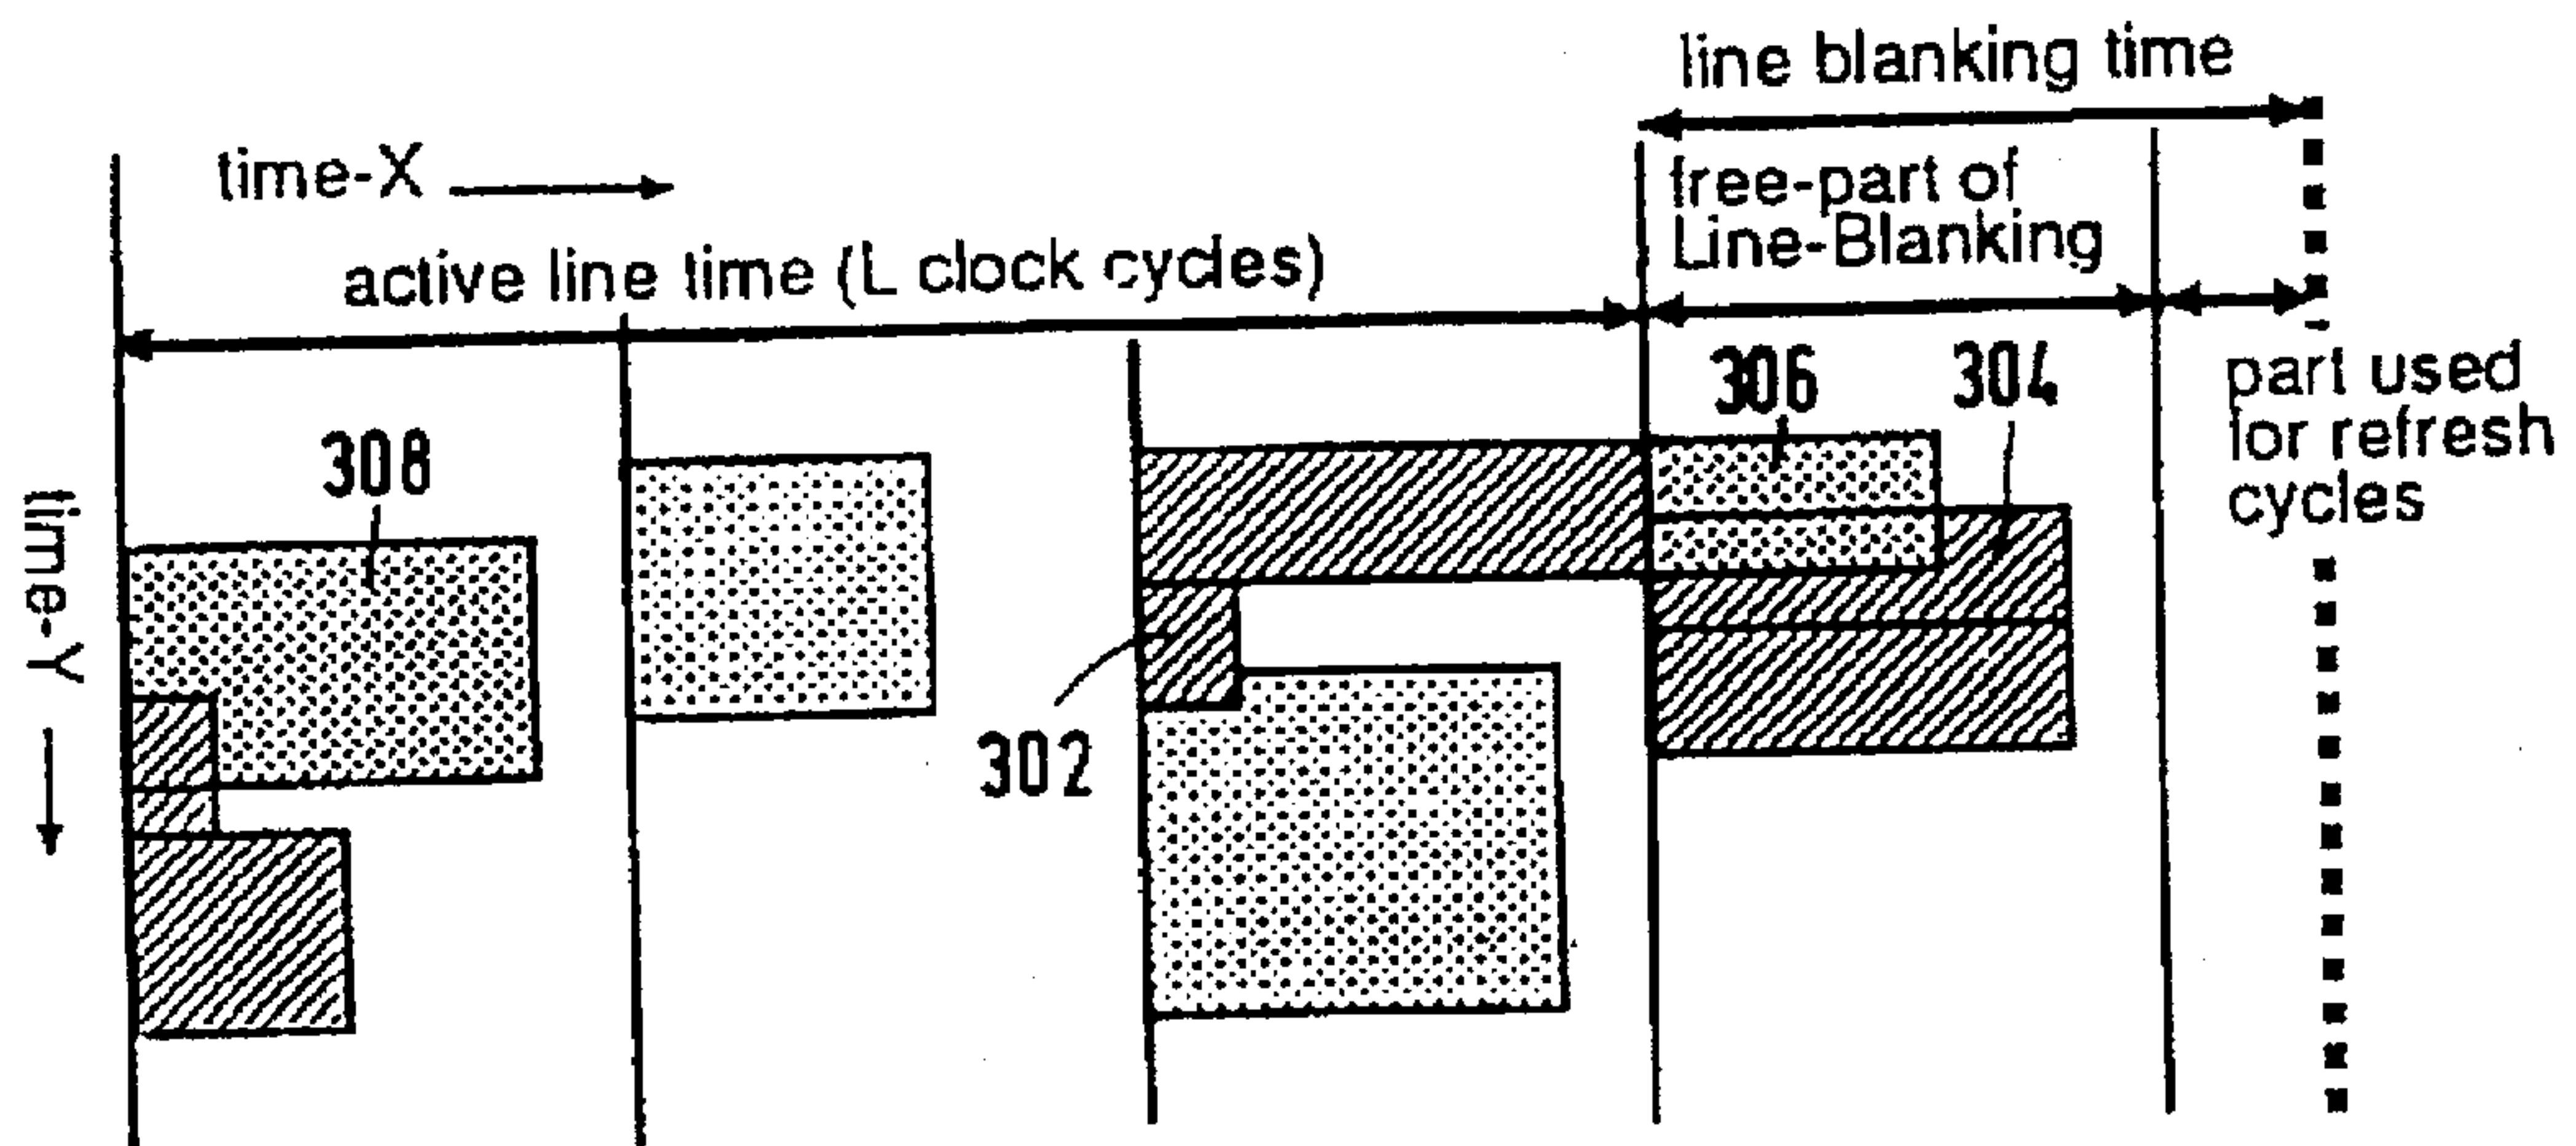 line blanking time
time-X
free-part of
Line-Blanking
active line time (L clock cycles)
306
304
part used
for refresh
cycles
308
time-Y
302